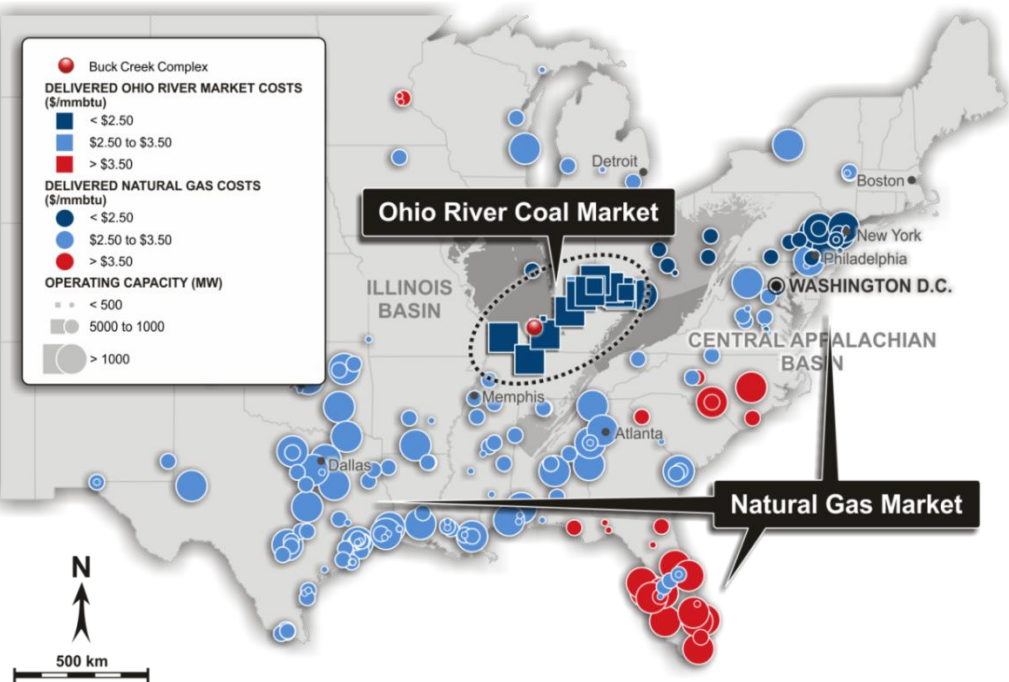 Buck Creek Complex
DELIVERED OHIO RIVER MARKET COSTS
($/mmbtu)
< $2.50
$2.50 to $3.50
> $3.50
DELIVERED NATURAL GAS COSTS
($/mmbtu)
< $2.50
$2.50 to $3.50
> $3.50
OPERATING CAPACITY (MW)
< 500
5000 to 1000
> 1000
Detroit
Boston
Ohio River Coal Market
New York
Philadelphia
WASHINGTON D.C.
ILLINOIS
BASIN
CENTRAL APPALACHIAN
BASIN
Memphis
Atlanta
Dallas
Natural Gas Market
N
500 km